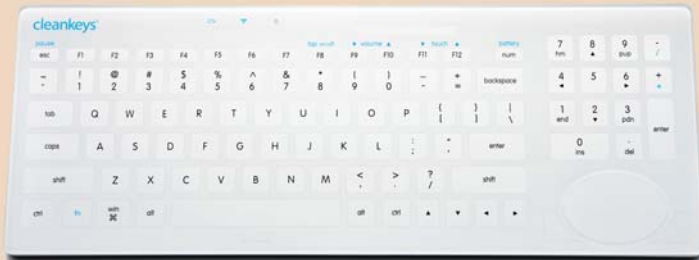 cleankeys
pause tap on/off ▼ volume ▲ ▼ touch ▲ battery
esc F1 F2 F3 F4 F5 F6 F7 F8 F9 F10 F11 F12 num
~ ! @ # $ % ^ & * ( ) _ + backspace
` 1 2 3 4 5 6 7 8 9 0 - =
tab Q W E R T Y U I O P { } |
[ ] \
caps A S D F G H J K L : " enter
; '
shift Z X C V B N M < > ? shift
, . /
ctrl fn win alt alt ctrl ▲ ▼ ◄ ►
⌘
7 8 9 -
hm ▲ pup /
4 5 6 +
◄ ►
1 2 3 enter
end ▼ pdn
0 .
ins del